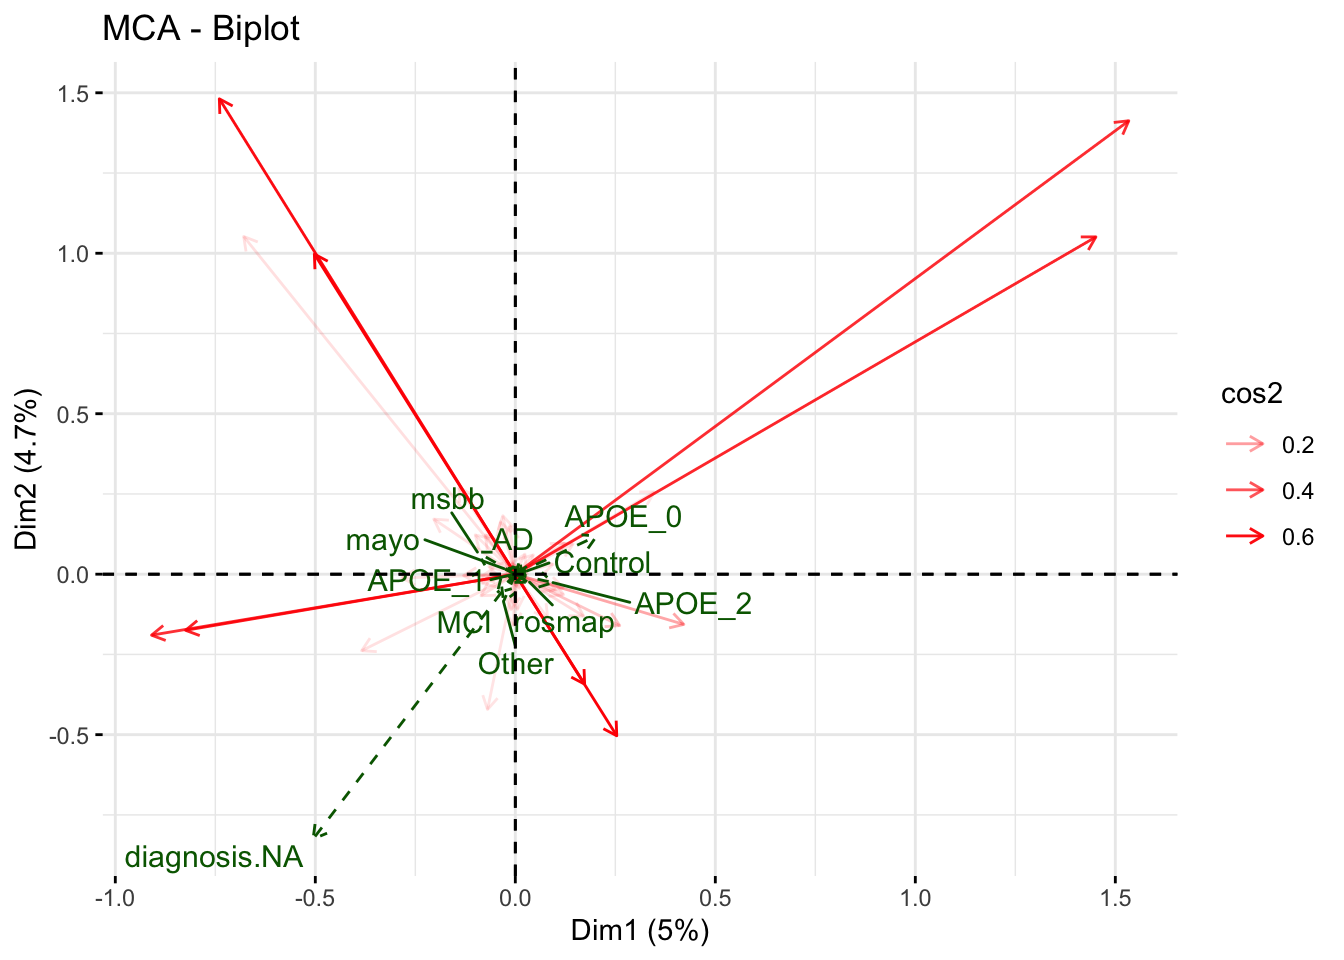 MCA - Biplot
1.5
1.0
0.5
0.0
-0.5
Dim2 (4.7%)
msbb
APOE_0
mayo
AD
Control
APOE_1
APOE_2
MCI
rosmap
Other
diagnosis.NA
-1.0
-0.5
0.0
0.5
1.0
1.5
Dim1 (5%)
cos2
0.2
0.4
0.6